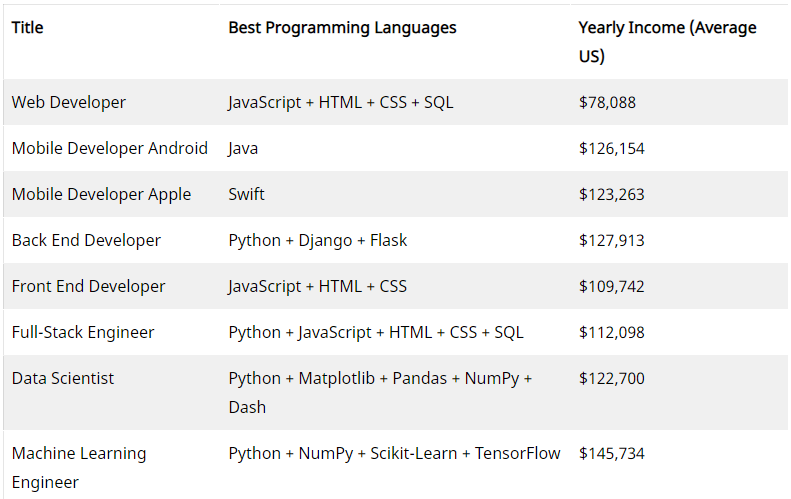 Title Best Programming Languages Yearly Income (Average
US)
Web Developer JavaScript + HTML + CSS + SQL $78,088
Mobile Developer Android Java $126,154
Mobile Developer Apple Swift $123,263
Back End Developer Python + Django + Flask $127,913
Front End Developer JavaScript + HTML + CSS $109,742
Full-Stack Engineer Python + JavaScript + HTML + CSS + SQL $112,098
Data Scientist Python + Matplotlib + Pandas + NumPy + $122,700
Dash
Machine Learning Python + NumPy + Scikit-Learn + TensorFlow $145,734
Engineer